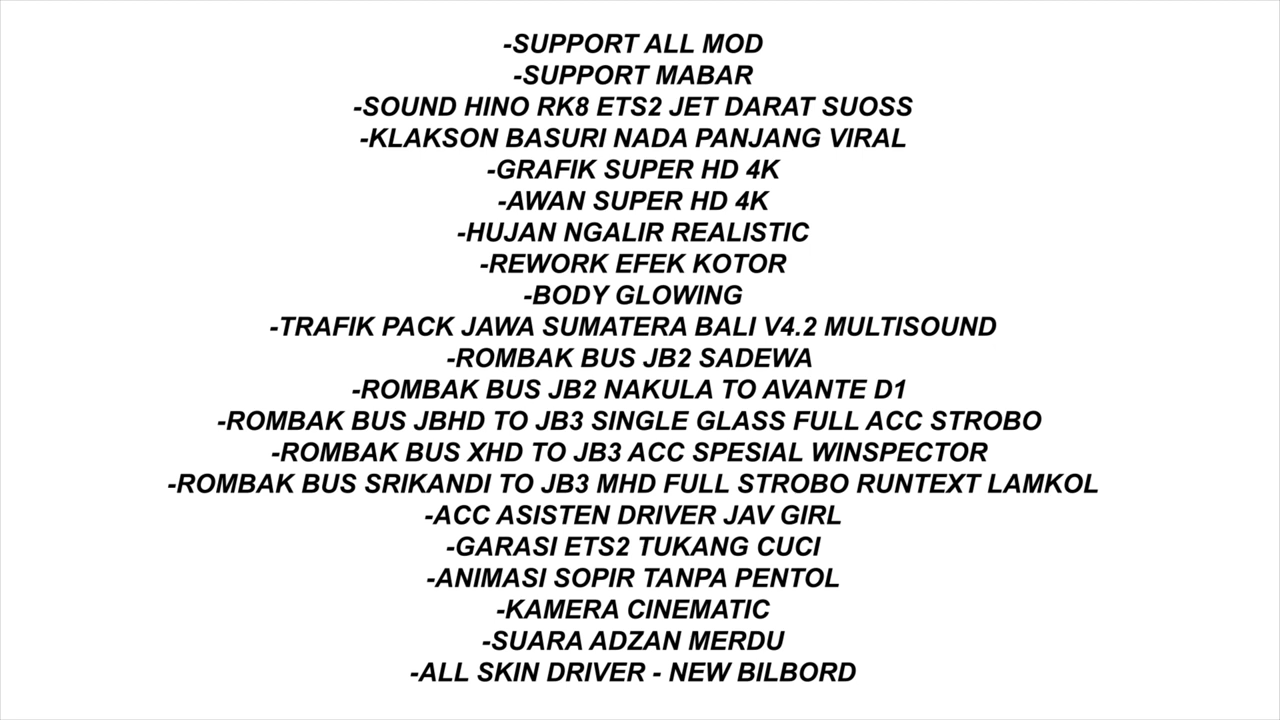 -SUPPORT ALL MOD
-SUPPORT MABAR
-SOUND HINO RK8 ETS2 JET DARAT SUOSS
-KLAKSON BASURI NADA PANJANG VIRAL
-GRAFIK SUPER HD 4K
-AWAN SUPER HD 4K
-HUJAN NGALIR REALISTIC
-REWORK EFEK KOTOR
-BODY GLOWING
-TRAFIK PACK JAWA SUMATERA BALI V4.2 MULTISOUND
-ROMBAK BUS JB2 SADEWA
-ROMBAK BUS JB2 NAKULA TO AVANTE D1
-ROMBAK BUS JBHD TO JB3 SINGLE GLASS FULL ACC STROBO
-ROMBAK BUS XHD TO JB3 ACC SPESIAL WINSPECTOR
-ROMBAK BUS SRIKANDI TO JB3 MHD FULL STROBO RUNTEXT LAMKOL
-ACC ASISTEN DRIVER JAV GIRL
-GARASI ETS2 TUKANG CUCI
-ANIMASI SOPIR TANPA PENTOL
-KAMERA CINEMATIC
-SUARA ADZAN MERDU
-ALL SKIN DRIVER - NEW BILBORD